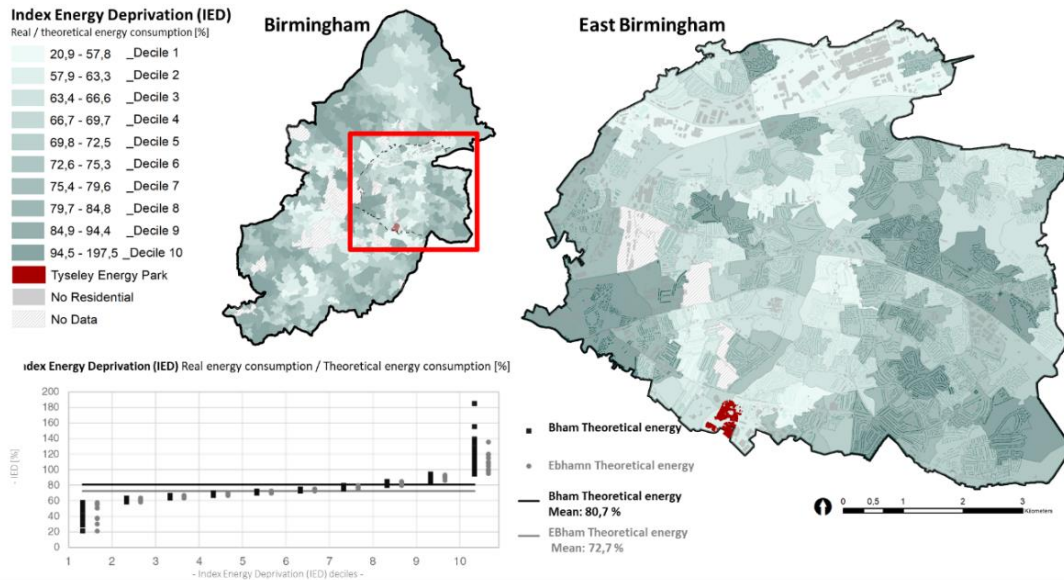 Index Energy Deprivation (IED)
Real / theoretical energy consumption [%]
20,9 - 57,8 _Decile 1
57,9 - 63,3 _Decile 2
63,4 - 66,6 _Decile 3
66,7 - 69,7 _Decile 4
69,8 - 72,5 _Decile 5
72,6 - 75,3 _Decile 6
75,4 - 79,6 _Decile 7
79,7 - 84,8 _Decile 8
84,9 - 94,4 _Decile 9
94,5 - 197,5 _Decile 10
Tyseley Energy Park
No Residential
No Data
Birmingham
East Birmingham
Index Energy Deprivation (IED) Real energy consumption / Theoretical energy consumption [%]
- IED [%] -
200
180
160
140
120
100
80
60
40
20
0
1 2 3 4 5 6 7 8 9 10
- Index Energy Deprivation (IED) deciles -
Bham Theoretical energy
Ebhamn Theoretical energy
Bham Theoretical energy
Mean: 80,7 %
EBham Theoretical energy
Mean: 72,7 %
0 0,5 1 2 3
Kilometers